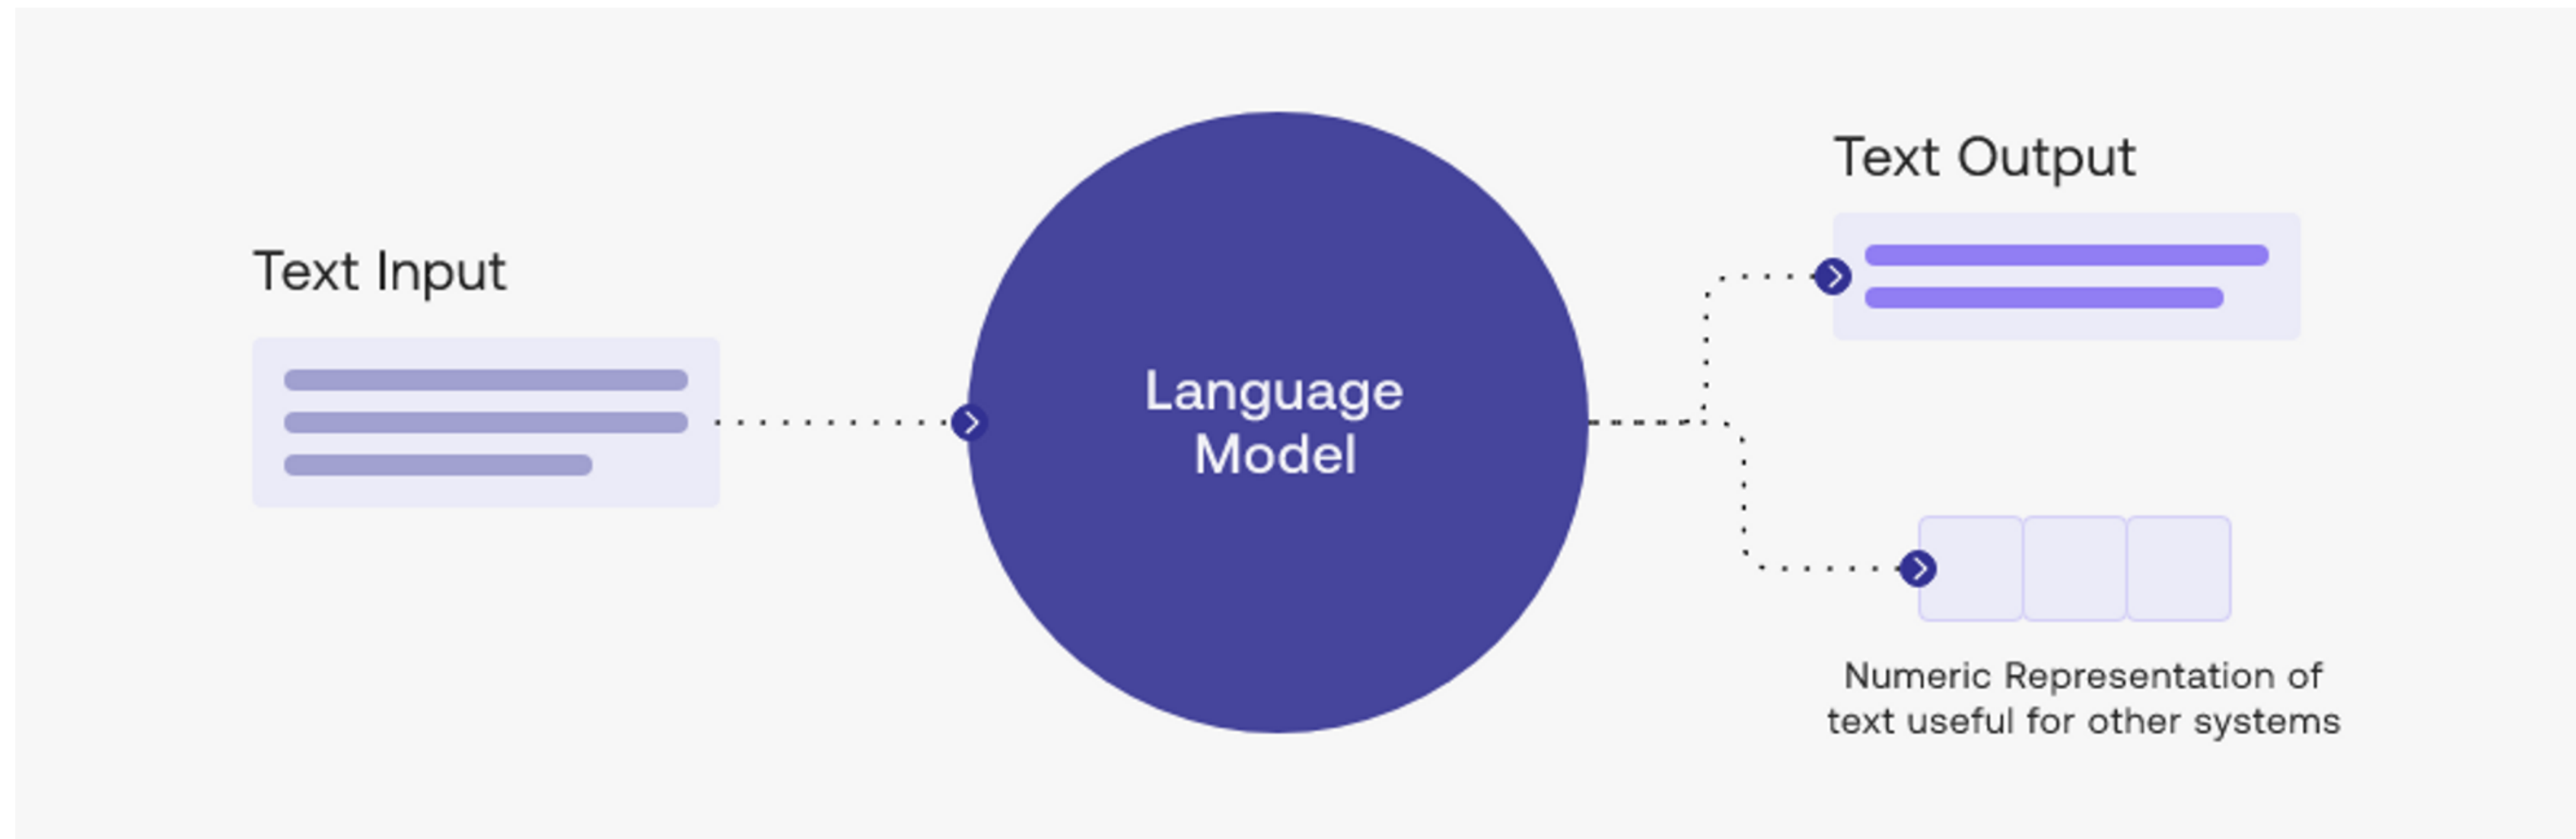 Text Input
Language
Model
Text Output
Numeric Representation of
text useful for other systems